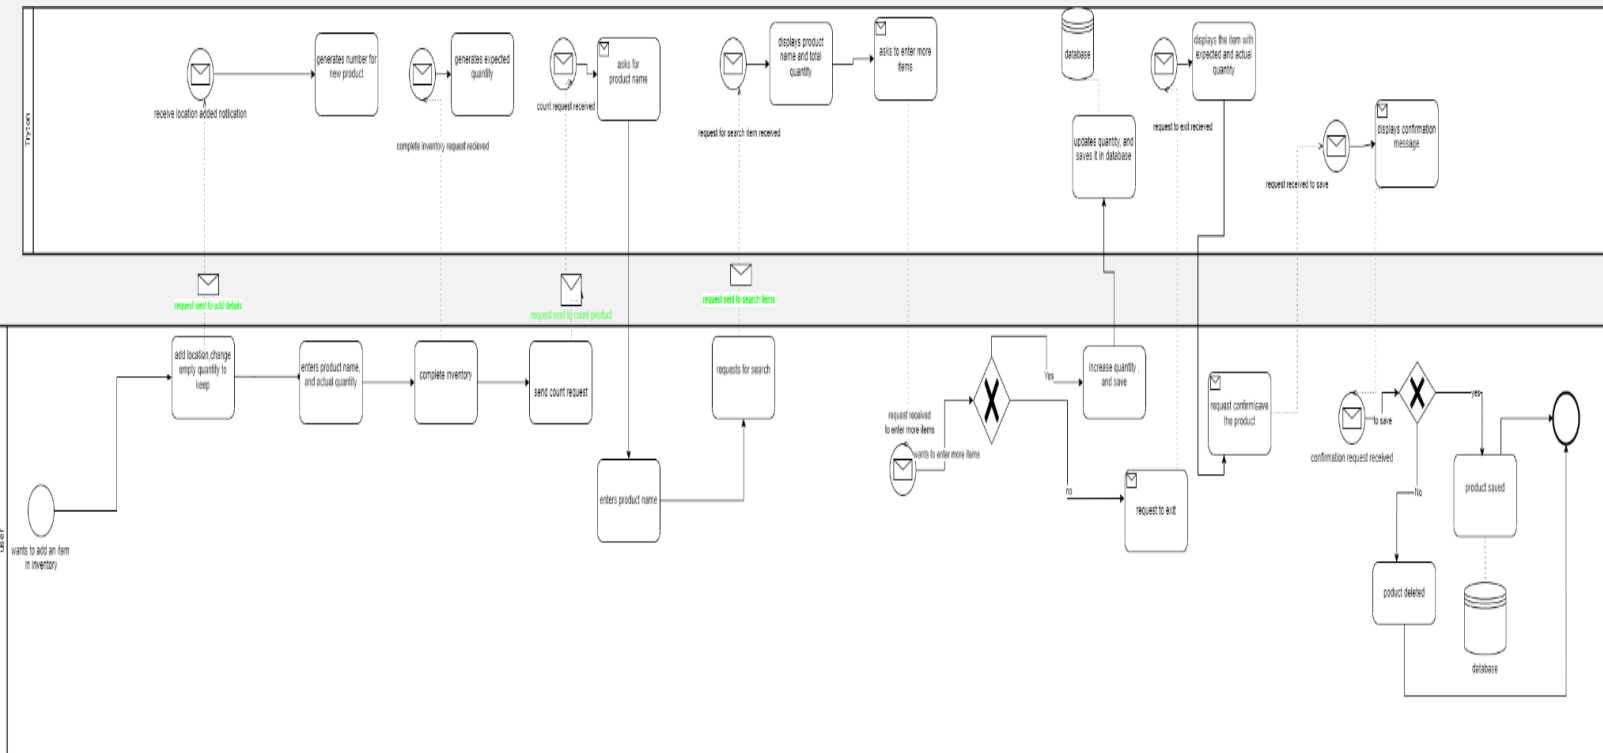 Tryton
generates number for
new product
receive location added notiication
generates expected
quantity
complete inventory request recieved
asks for
product name
count request received
displays product
name and total
quantity
request for search item received
asks to enter more
items
database
updates quantity, and
saves it in database
displays the item with
expected and actual
quantity
request to exit recieved
request received to save
displays confirmation
message
request sent to add details
request sent to count product
request sent to search items
user
wants to add an item
in inventory
add location,change
empty quantity to
keep
enters product name,
and actual quantity
complete inventory
send count request
enters product name
requests for search
request received
to enter more items
wants to enter more items
Yes
no
increase quantity ,
and save
request to exit
request confirm/save
the product
confirmation request received
to save
yes
No
product saved
poduct deleted
database